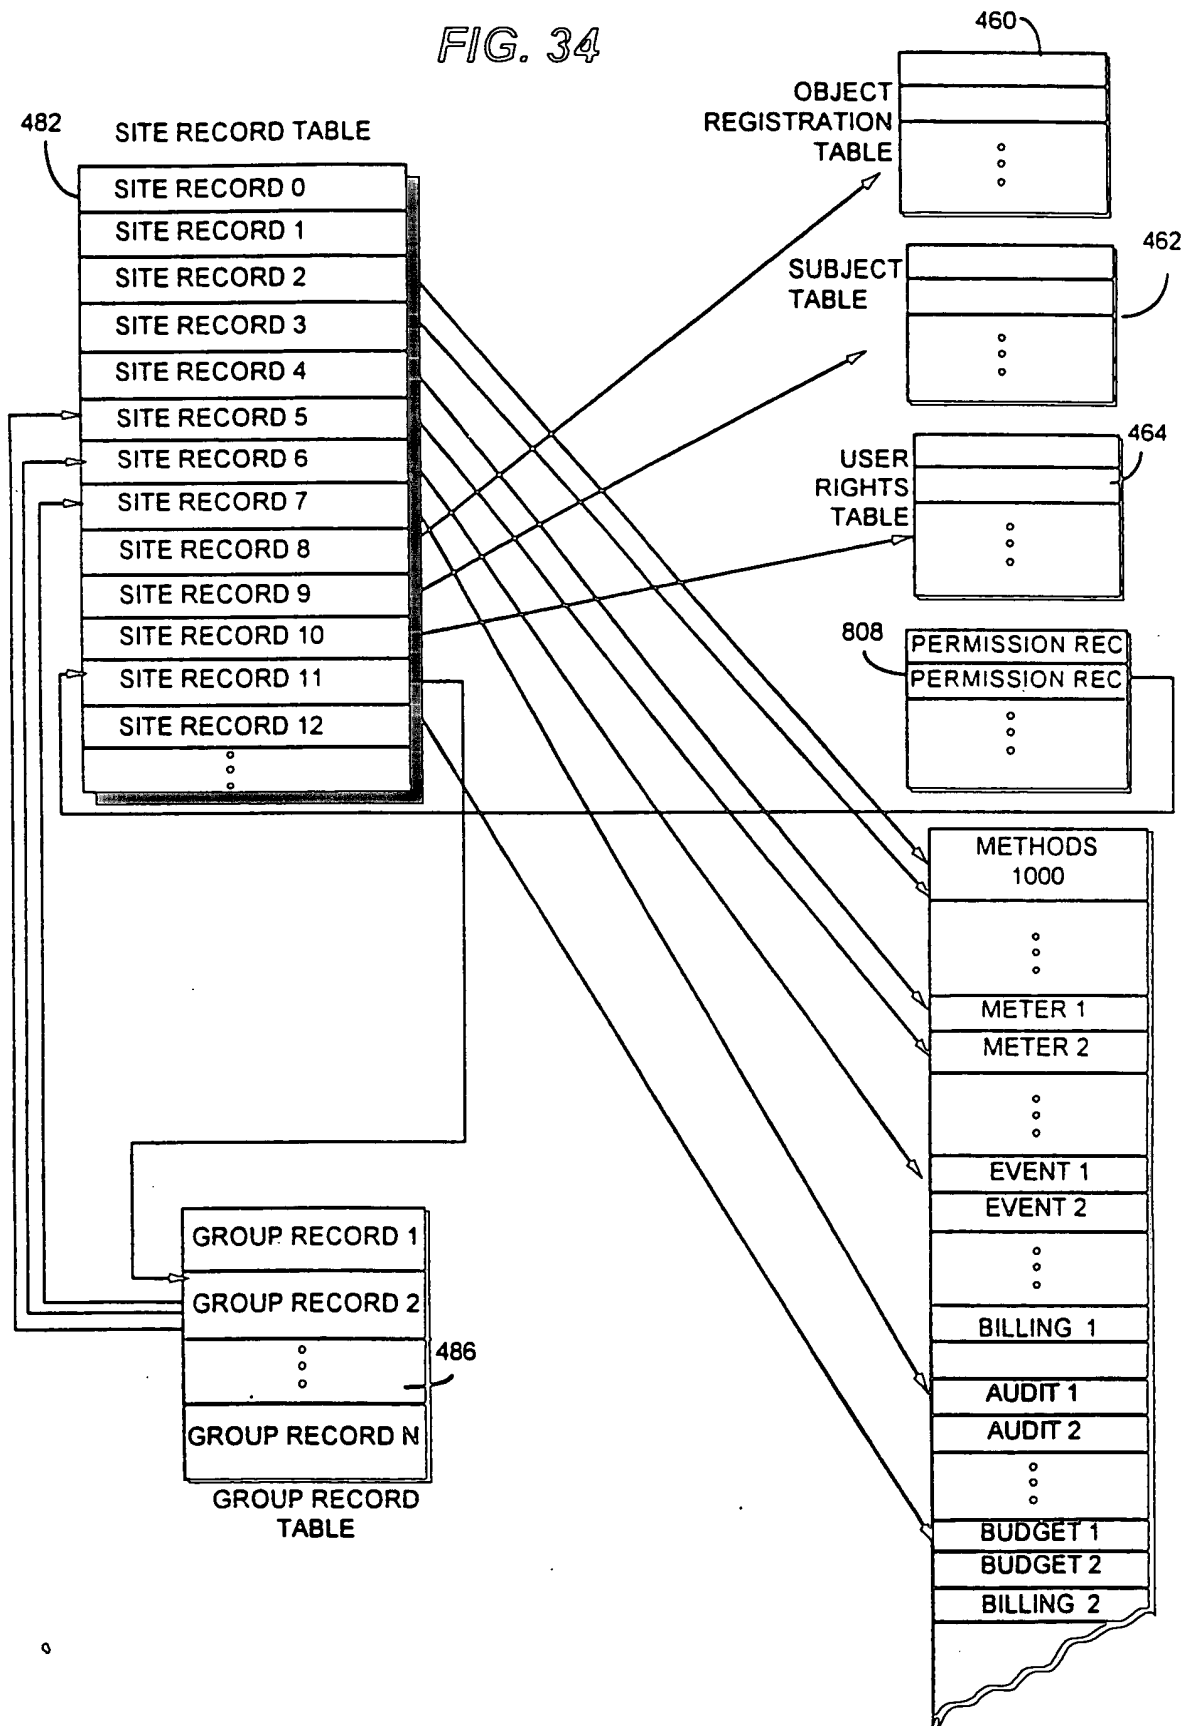 FIG. 34
460
OBJECT
REGISTRATION
TABLE
482
SITE RECORD TABLE
SITE RECORD 0
SITE RECORD 1
SITE RECORD 2
SITE RECORD 3
SITE RECORD 4
SITE RECORD 5
SITE RECORD 6
SITE RECORD 7
SITE RECORD 8
SITE RECORD 9
SITE RECORD 10
SITE RECORD 11
SITE RECORD 12
462
SUBJECT
TABLE
464
USER
RIGHTS
TABLE
808
PERMISSION REC
PERMISSION REC
METHODS
1000
METER 1
METER 2
EVENT 1
EVENT 2
BILLING 1
AUDIT 1
AUDIT 2
BUDGET 1
BUDGET 2
BILLING 2
GROUP RECORD 1
GROUP RECORD 2
486
GROUP RECORD N
GROUP RECORD
TABLE